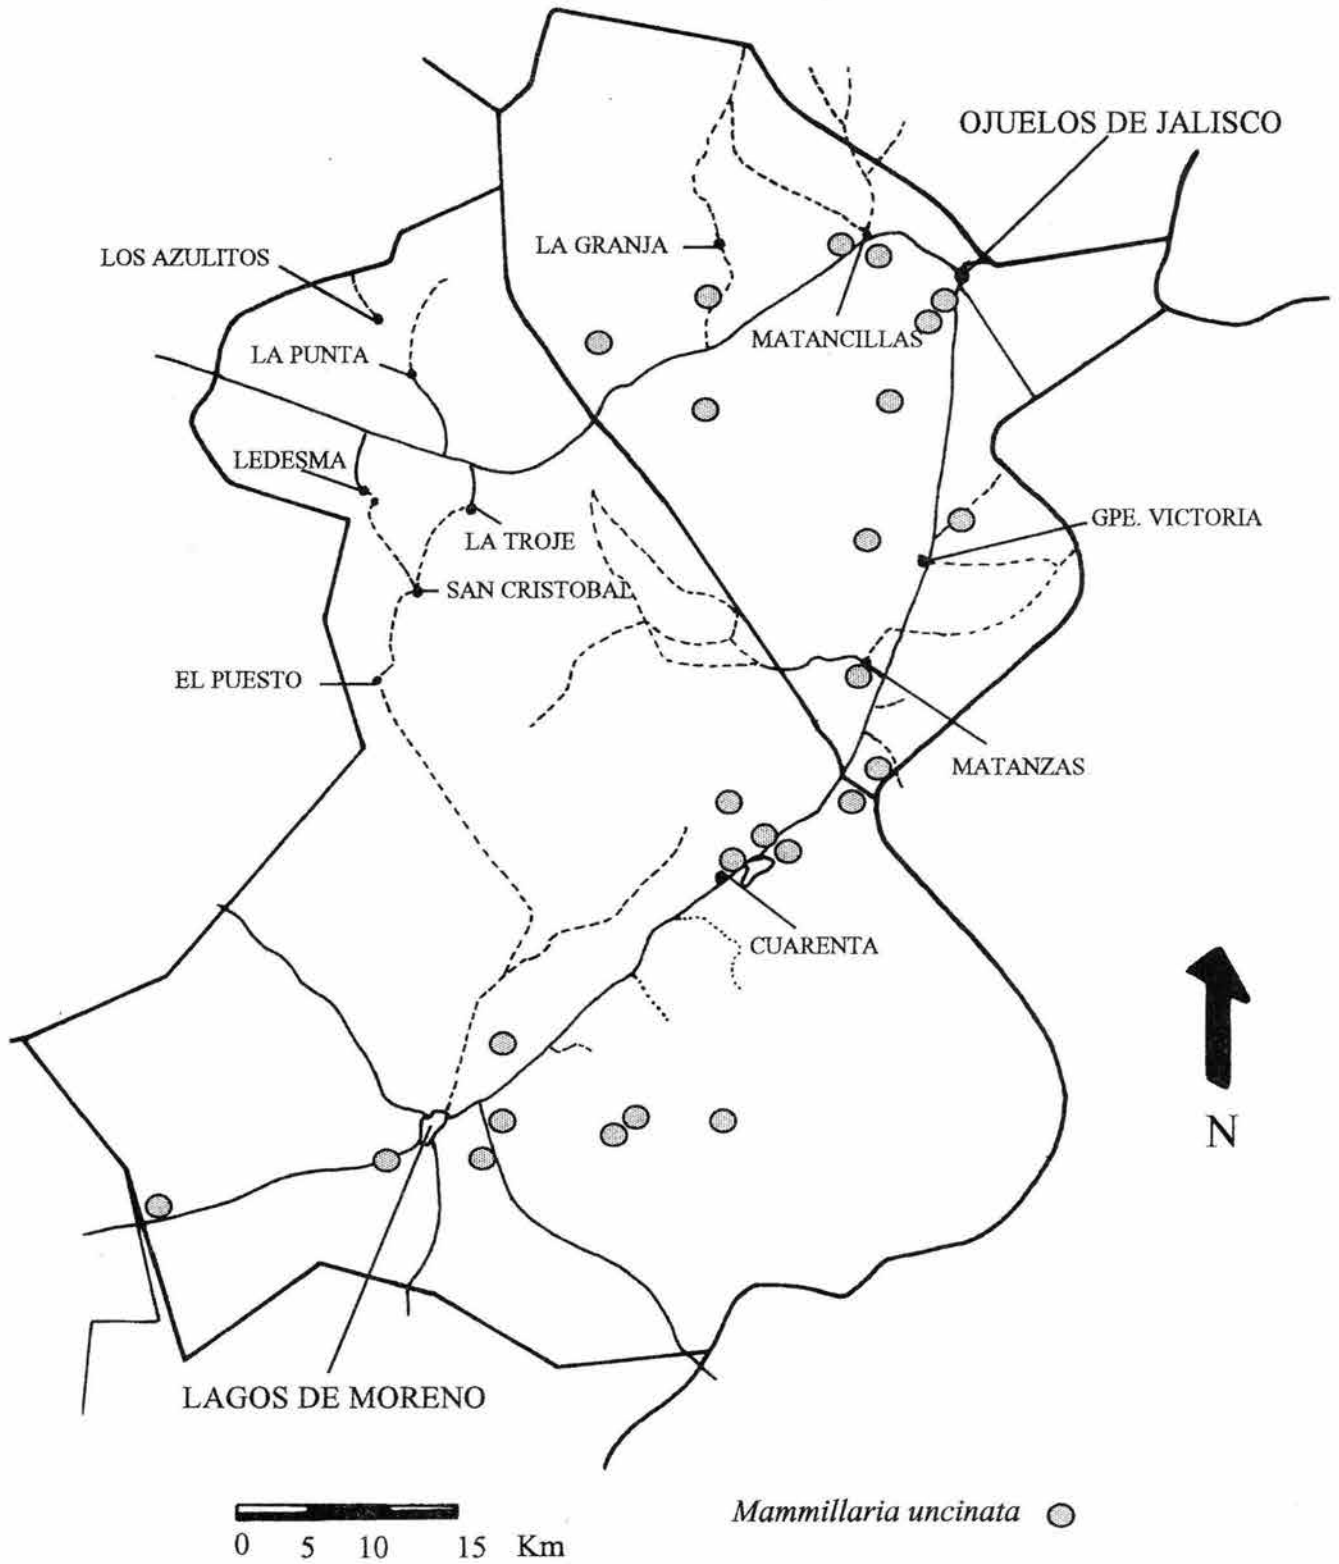 OJUELOS DE JALISCO
LA GRANJA
LOS AZULITOS
MATANCILLAS
LA PUNTA
LEDESMA
GPE. VICTORIA
LA TROJE
SAN CRISTOBAL
EL PUESTO
MATANZAS
CUARENTA
N
LAGOS DE MORENO
Mammillaria uncinata
0 5 10 15 Km